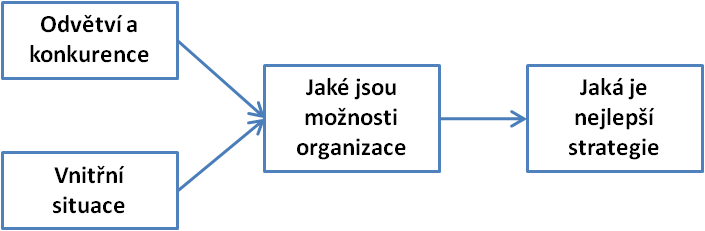 Odvětví a
konkurence
Vnitřní
situace
Jaké jsou
možnosti
organizace
Jaká je
nejlepší
strategie